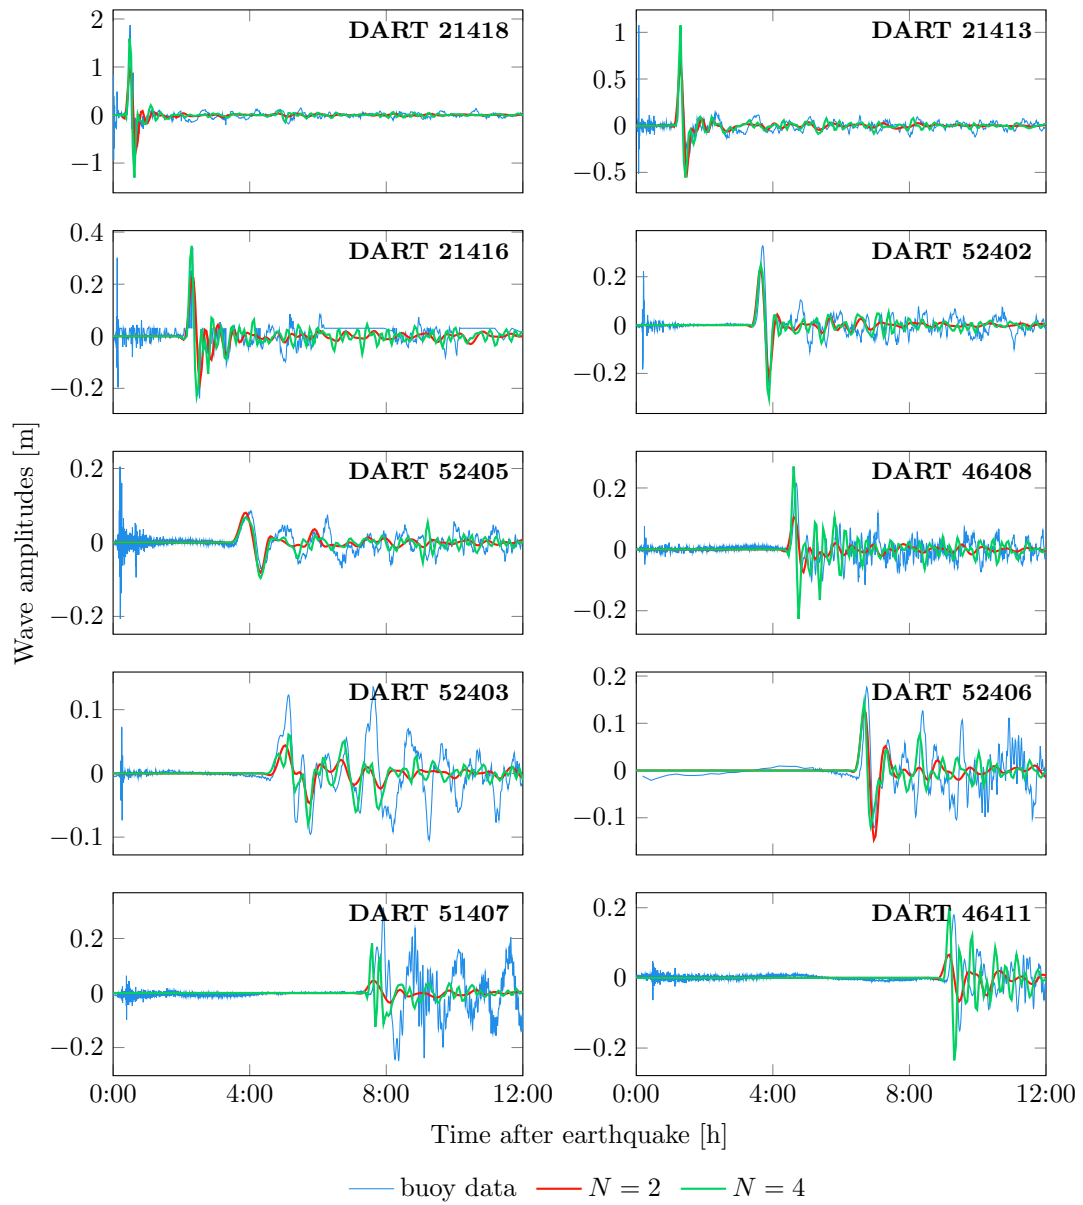 DART 21418
2
1
0
−1
DART 21413
1
0.5
0
−0.5
DART 21416
0.4
0.2
0
−0.2
DART 52402
0.2
0
−0.2
DART 52405
0.2
0
−0.2
DART 46408
0.2
0
−0.2
DART 52403
0.1
0
−0.1
DART 52406
0.2
0.1
0
−0.1
DART 51407
0.2
0
−0.2
0:00 4:00 8:00 12:00
DART 46411
0.2
0
−0.2
0:00 4:00 8:00 12:00
Wave amplitudes [m]
Time after earthquake [h]
buoy data N = 2 N = 4